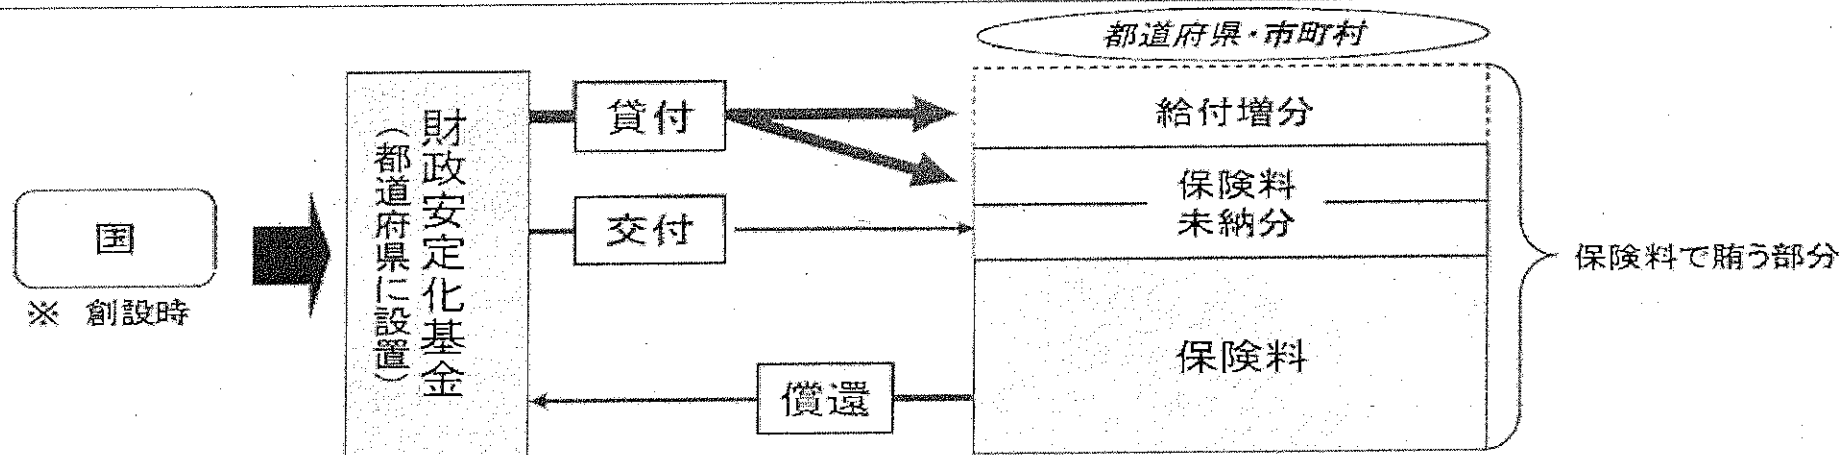 都道府県・市町村
国
※ 創設時
財政安定化基金
（都道府県に設置）
貸付
交付
償還
給付増分
保険料
未納分
保険料
保険料で賄う部分